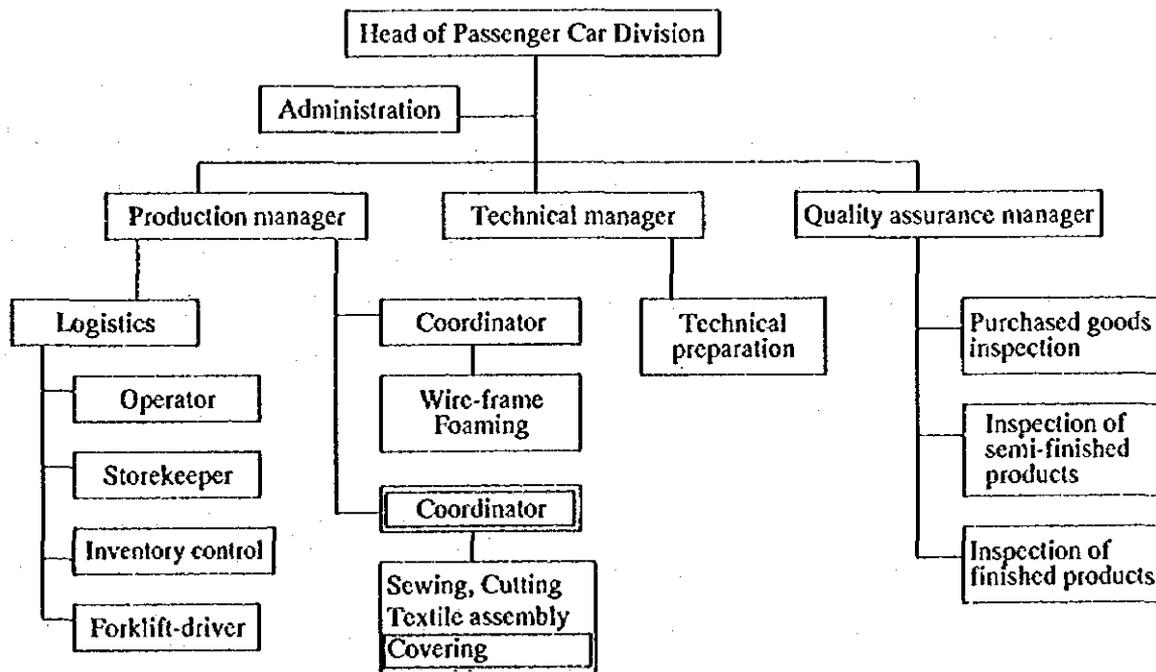 Head of Passenger Car Division
Administration
Production manager
Technical manager
Quality assurance manager
Logistics
Operator
Storekeeper
Inventory control
Forklift-driver
Coordinator
Wire-frame
Foaming
Coordinator
Sewing, Cutting
Textile assembly
Covering
Technical
preparation
Purchased goods
inspection
Inspection of
semi-finished
products
Inspection of
finished products